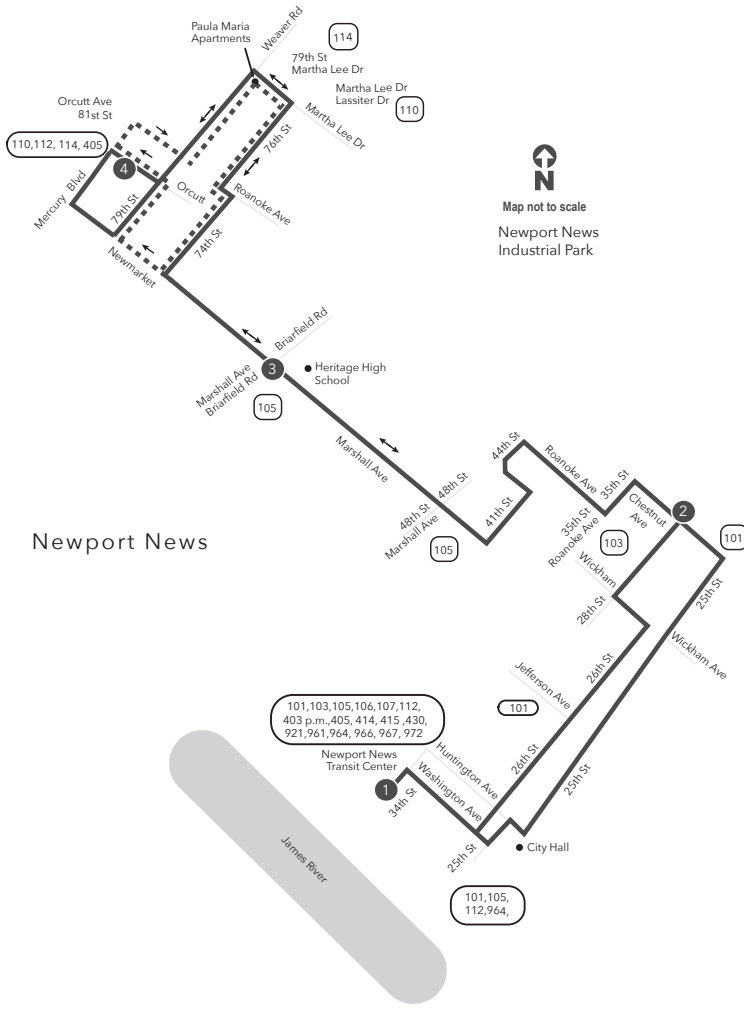 Paula Maria
Apartments
Weaver Rd
114
79th St
Martha Lee Dr
Martha Lee Dr
Lassiter Dr
110
Orcutt Ave
81st St
Martha Lee Dr
76th St
110,112, 114, 405
4
Mercury Blvd
79th St
Orcutt
Roanoke Ave
74th St
Newmarket
N
Map not to scale
Newport News
Industrial Park
Briarfield Rd
3
Heritage High
School
Marshall Ave
Briarfield Rd
105
Marshall Ave
44th St
Roanoke Ave
35th St
48th St
48th St
Marshall Ave
41th St
105
35th St
Roanoke Ave
Chestnut
Ave
2
103
101
Newport News
Wickham
28th St
25th St
26th St
Wickham Ave
Jefferson Ave
101
101,103,105,106,107,112,
403 p.m.,405, 414, 415 ,430,
921,961,964, 966, 967, 972
Newport News
Transit Center
Huntington Ave
Washington Ave
26th St
25th St
1
34th St
25th St
City Hall
James River
101,105,
112,964,